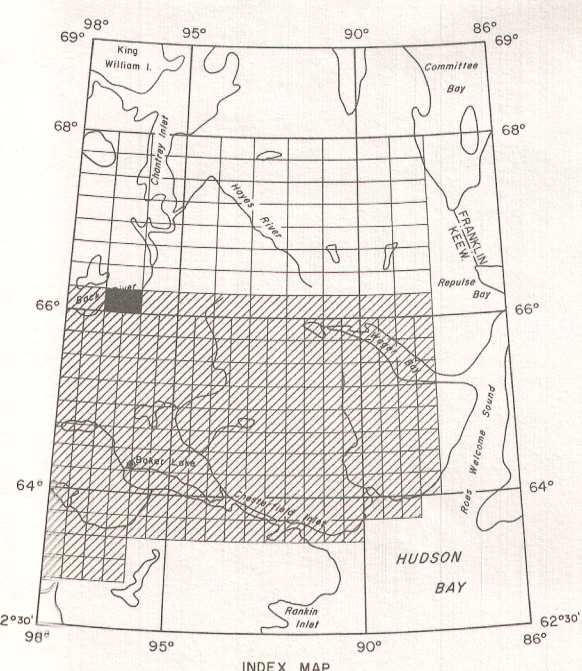 98° 95° 90° 86°
69° 69°
King
William I.
Committee
Bay
68° 68°
Chantrey Inlet
Hayes River
FRANKLIN
KEEW.
Repulse
Bay
Back River
66° 66°
Wager Bay
Roes Welcome Sound
Baker Lake
64° 64°
Chesterfield Inlet
HUDSON
BAY
Rankin
Inlet
2°30' 62°30'
98° 95° 90° 86°
INDEX MAP